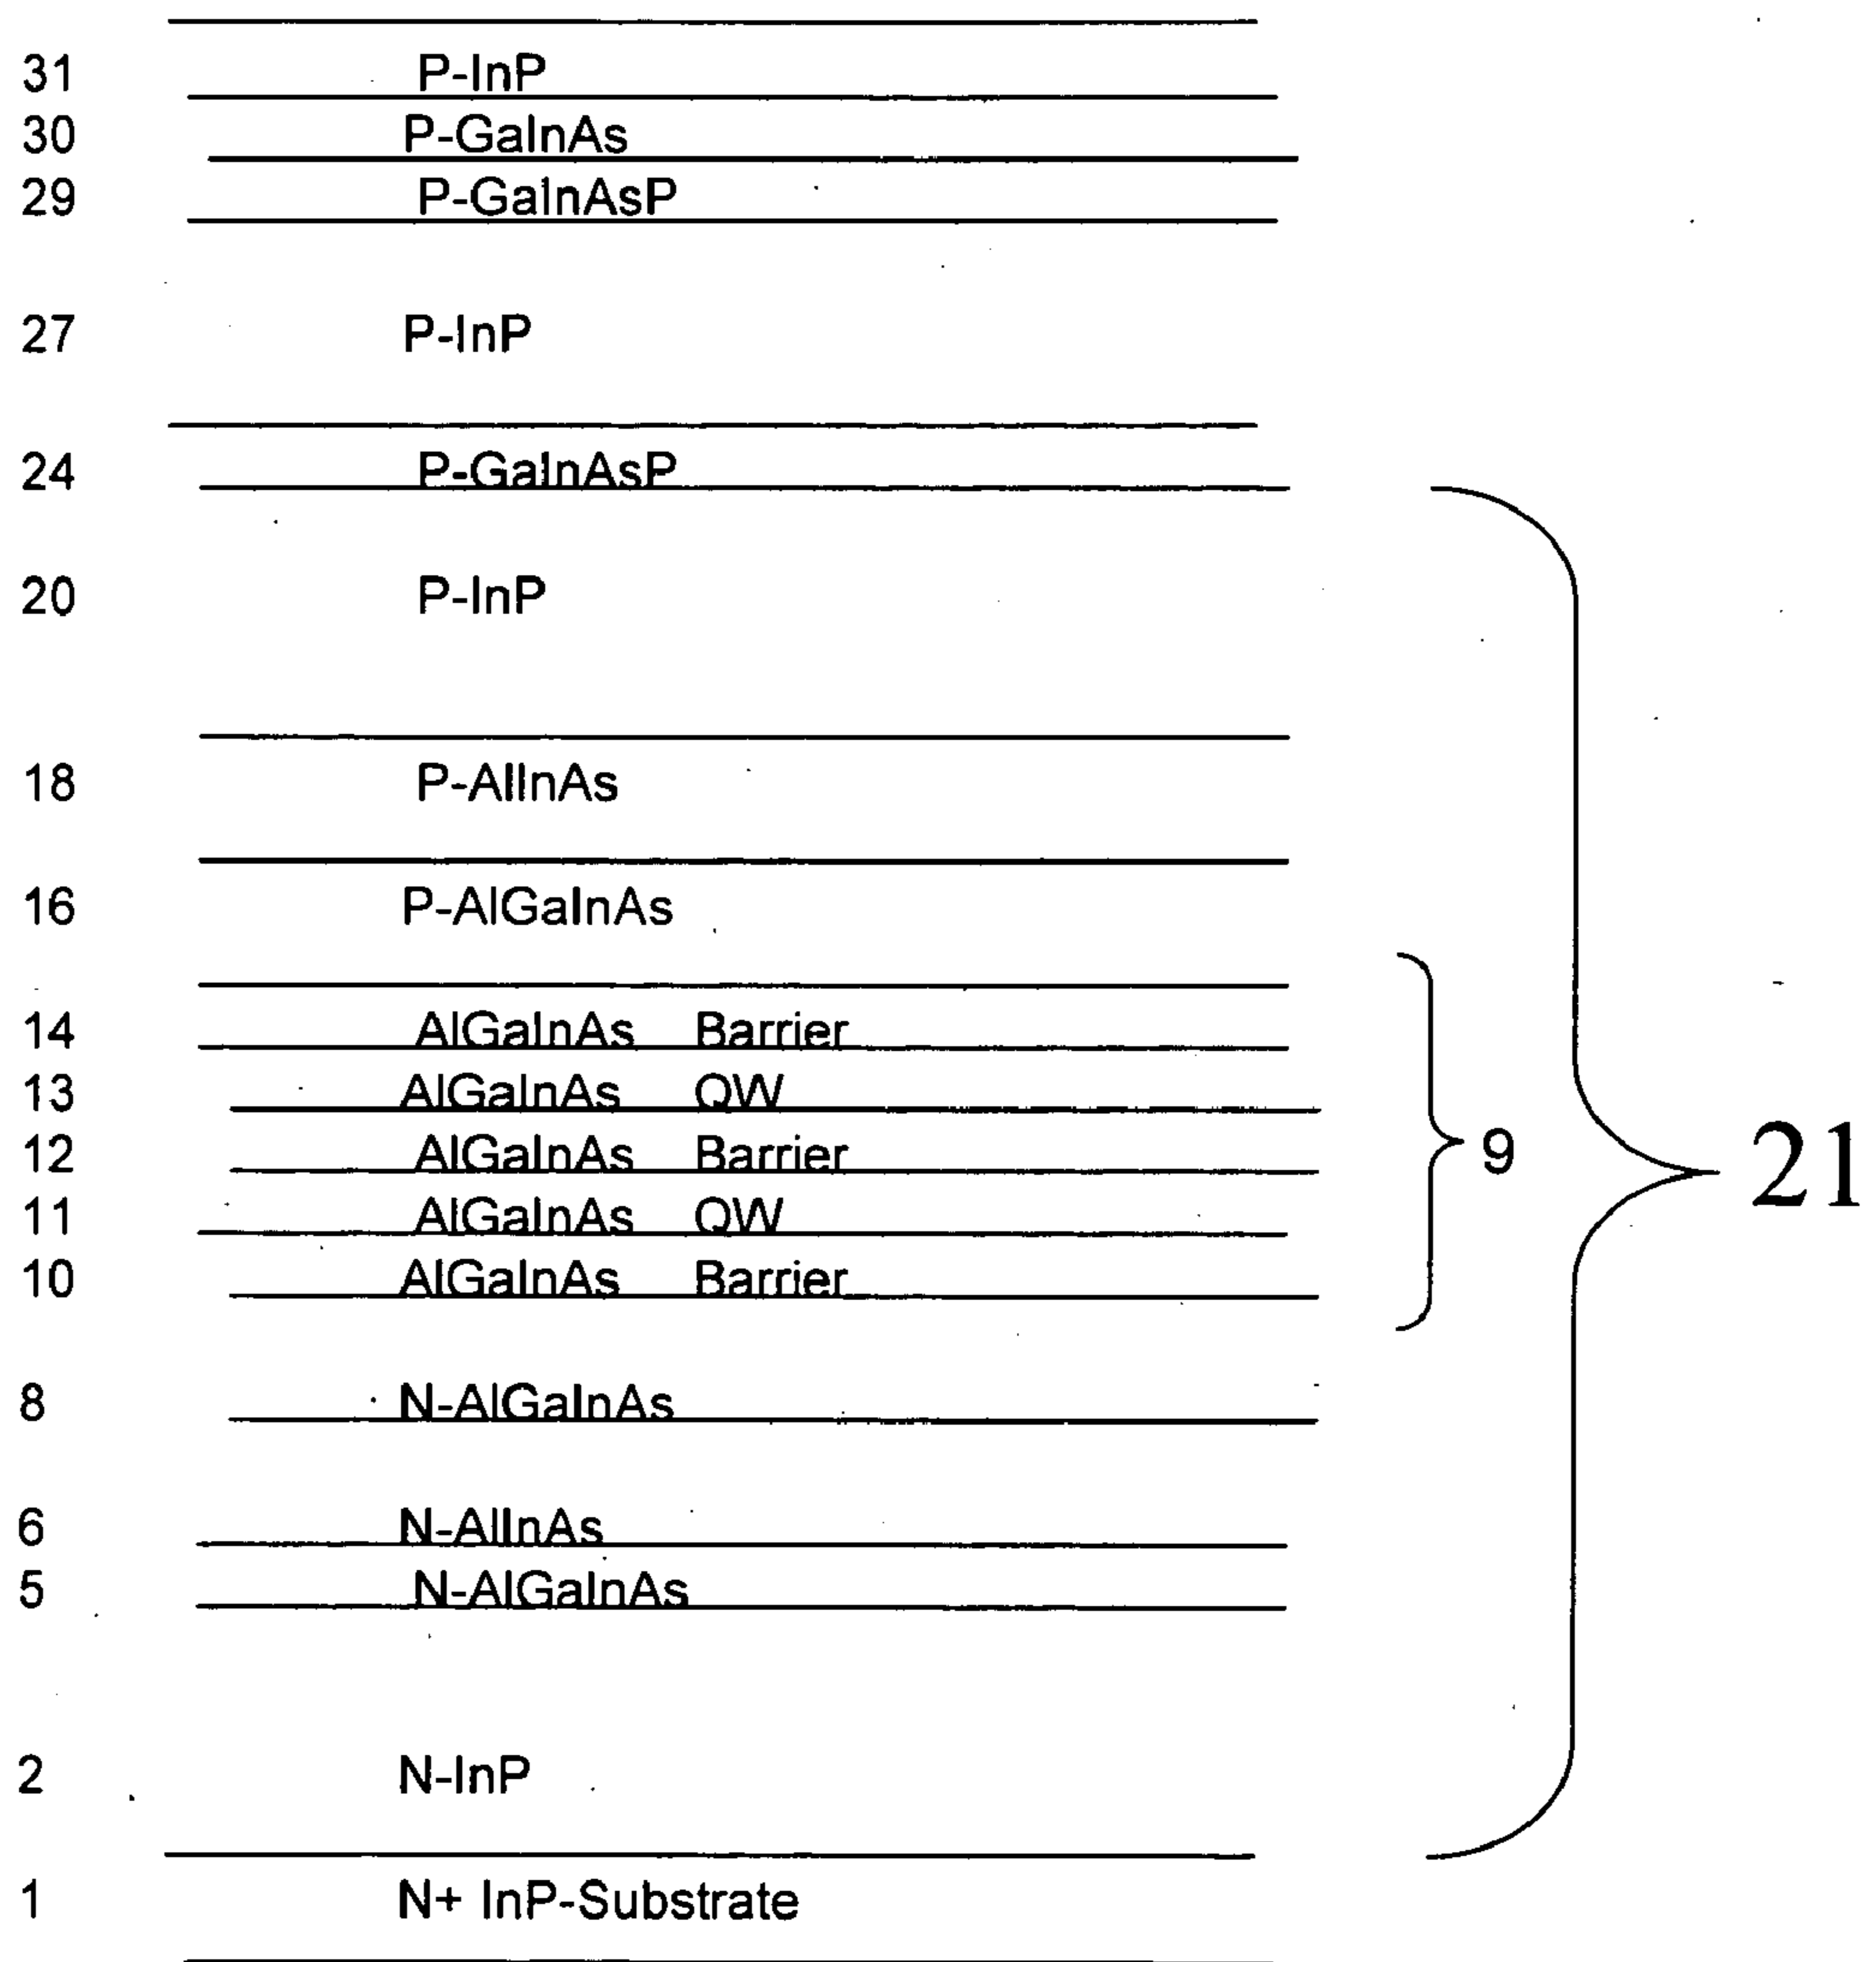 31 P-InP
30 P-GaInAs
29 P-GaInAsP
27 P-InP
24 P-GaInAsP
20 P-InP
18 P-AlInAs
16 P-AlGaInAs
14 AlGaInAs Barrier
13 AlGaInAs QW
12 AlGaInAs Barrier
9
21
11 AlGaInAs QW
10 AlGaInAs Barrier
8 N-AlGaInAs
6 N-AlInAs
5 N-AlGaInAs
2 N-InP
1 N+ InP-Substrate